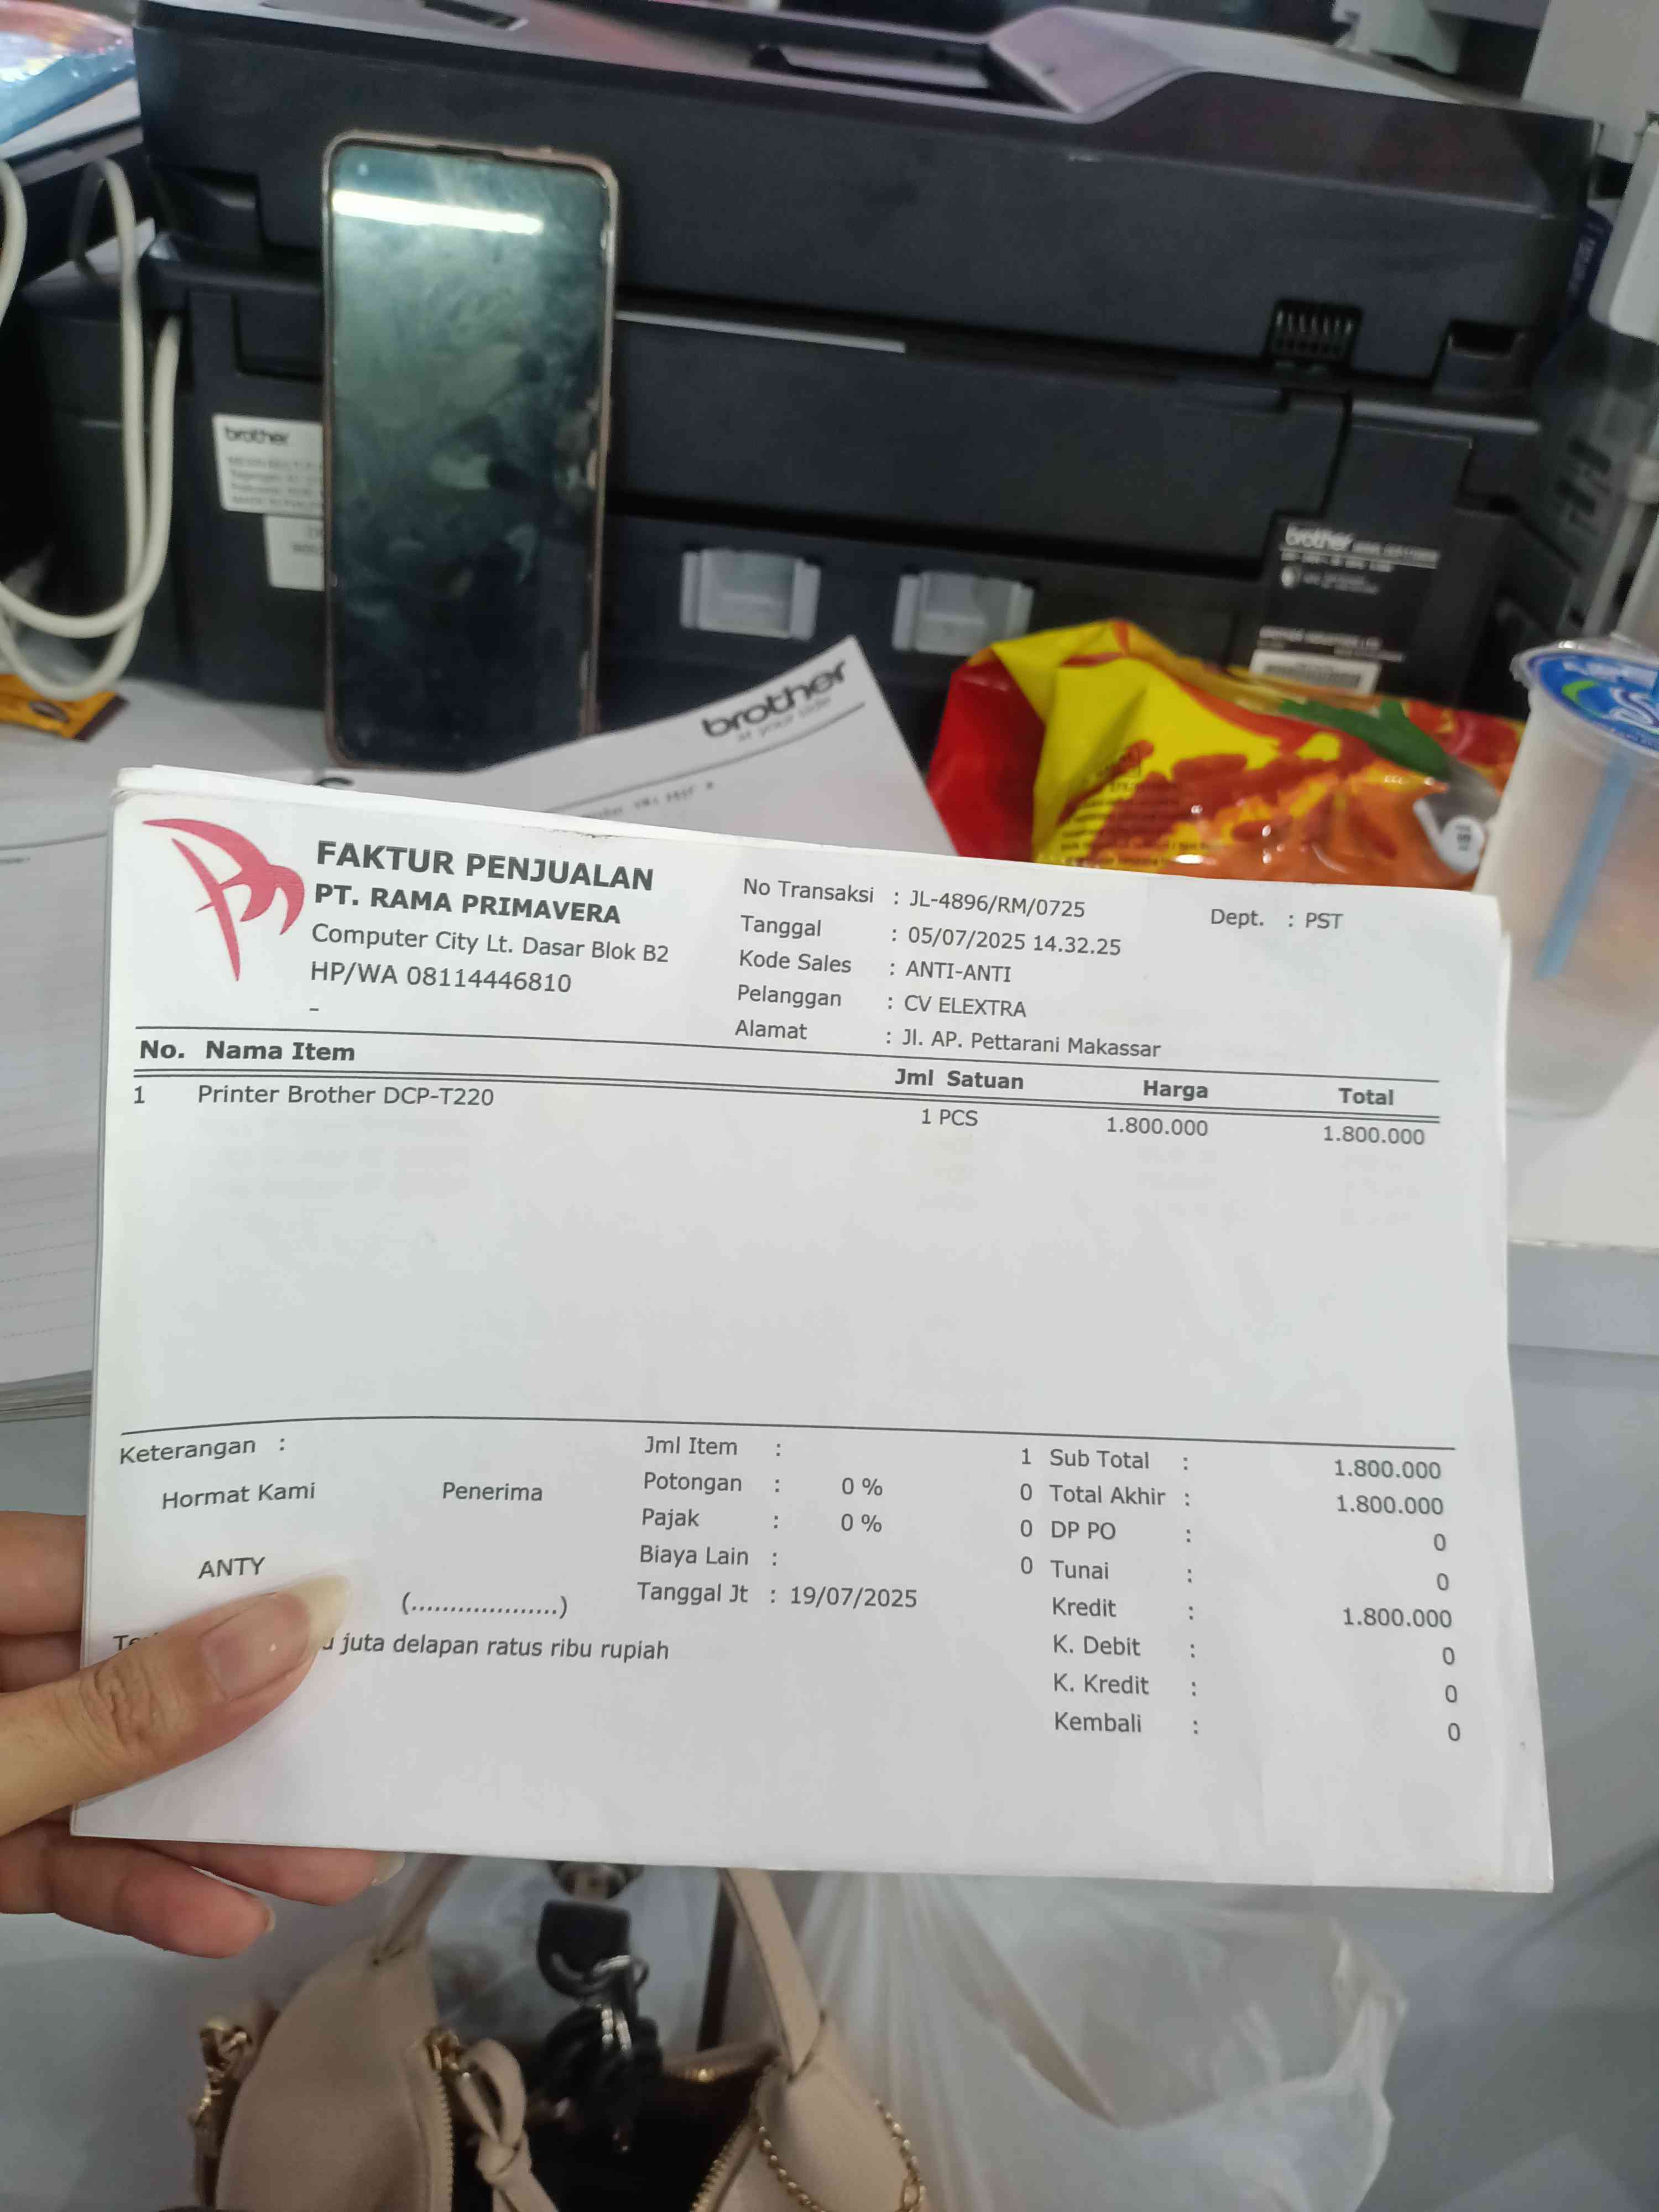 brother
brother
brother
at your side
FAKTUR PENJUALAN
PT. RAMA PRIMAVERA
Computer City Lt. Dasar Blok B2
HP/WA 08114446810
-
No Transaksi : JL-4896/RM/0725
Tanggal : 05/07/2025 14.32.25
Kode Sales : ANTI-ANTI
Pelanggan : CV ELEXTRA
Alamat : Jl. AP. Pettarani Makassar
Dept. : PST
No. Nama Item Jml Satuan Harga Total
1 Printer Brother DCP-T220 1 PCS 1.800.000 1.800.000
Keterangan :
Hormat Kami Penerima
ANTY
(...................)
juta delapan ratus ribu rupiah
Jml Item : 1
Potongan : 0 % 0
Pajak : 0 % 0
Biaya Lain : 0
Tanggal Jt : 19/07/2025
Sub Total : 1.800.000
Total Akhir : 1.800.000
DP PO : 0
Tunai : 0
Kredit : 1.800.000
K. Debit : 0
K. Kredit : 0
Kembali : 0